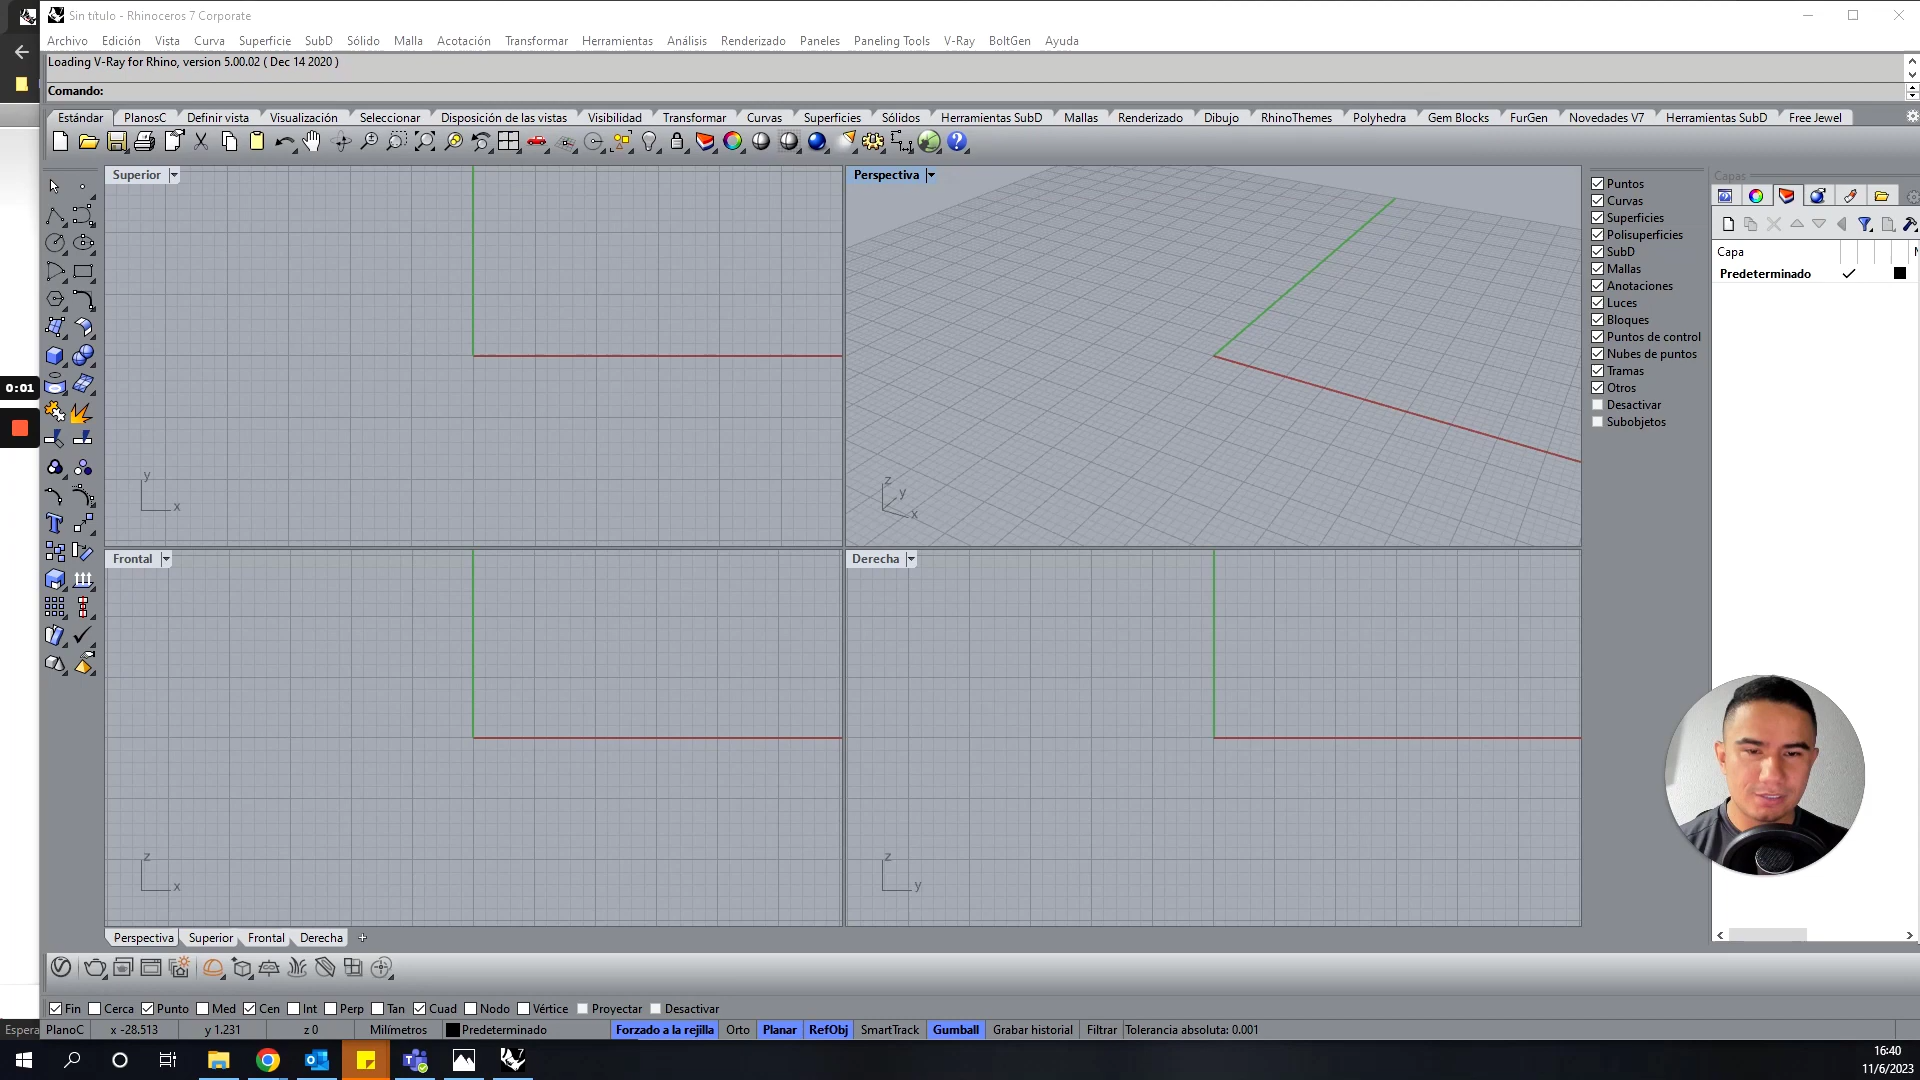 Sin título - Rhinoceros 7 Corporate
Archivo Edición Vista Curva Superficie SubD Sólido Malla Acotación Transformar Herramientas Análisis Renderizado Paneles Paneling Tools V-Ray BoltGen Ayuda
Loading V-Ray for Rhino, version 5.00.02 ( Dec 14 2020 )
Comando:
Estándar PlanosC Definir vista Visualización Seleccionar Disposición de las vistas Visibilidad Transformar Curvas Superficies Sólidos Herramientas SubD Mallas Renderizado Dibujo RhinoThemes Polyhedra Gem Blocks FurGen Novedades V7 Herramientas SubD Free Jewel
Superior
Perspectiva
Capas
Puntos
Curvas
Superficies
Polisuperficies
SubD
Mallas
Anotaciones
Luces
Bloques
Puntos de control
Nubes de puntos
Tramas
Otros
Desactivar
Subobjetos
Capa
Predeterminado
0:01
y
x
z
y
x
Frontal
Derecha
z
x
z
y
Perspectiva Superior Frontal Derecha
Fin Cerca Punto Med Cen Int Perp Tan Cuad Nodo Vértice Proyectar Desactivar
Espera PlanoC x -28.513 y 1.231 z 0 Milímetros Predeterminado Forzado a la rejilla Orto Planar RefObj SmartTrack Gumball Grabar historial Filtrar Tolerancia absoluta: 0.001
16:40
11/6/2023